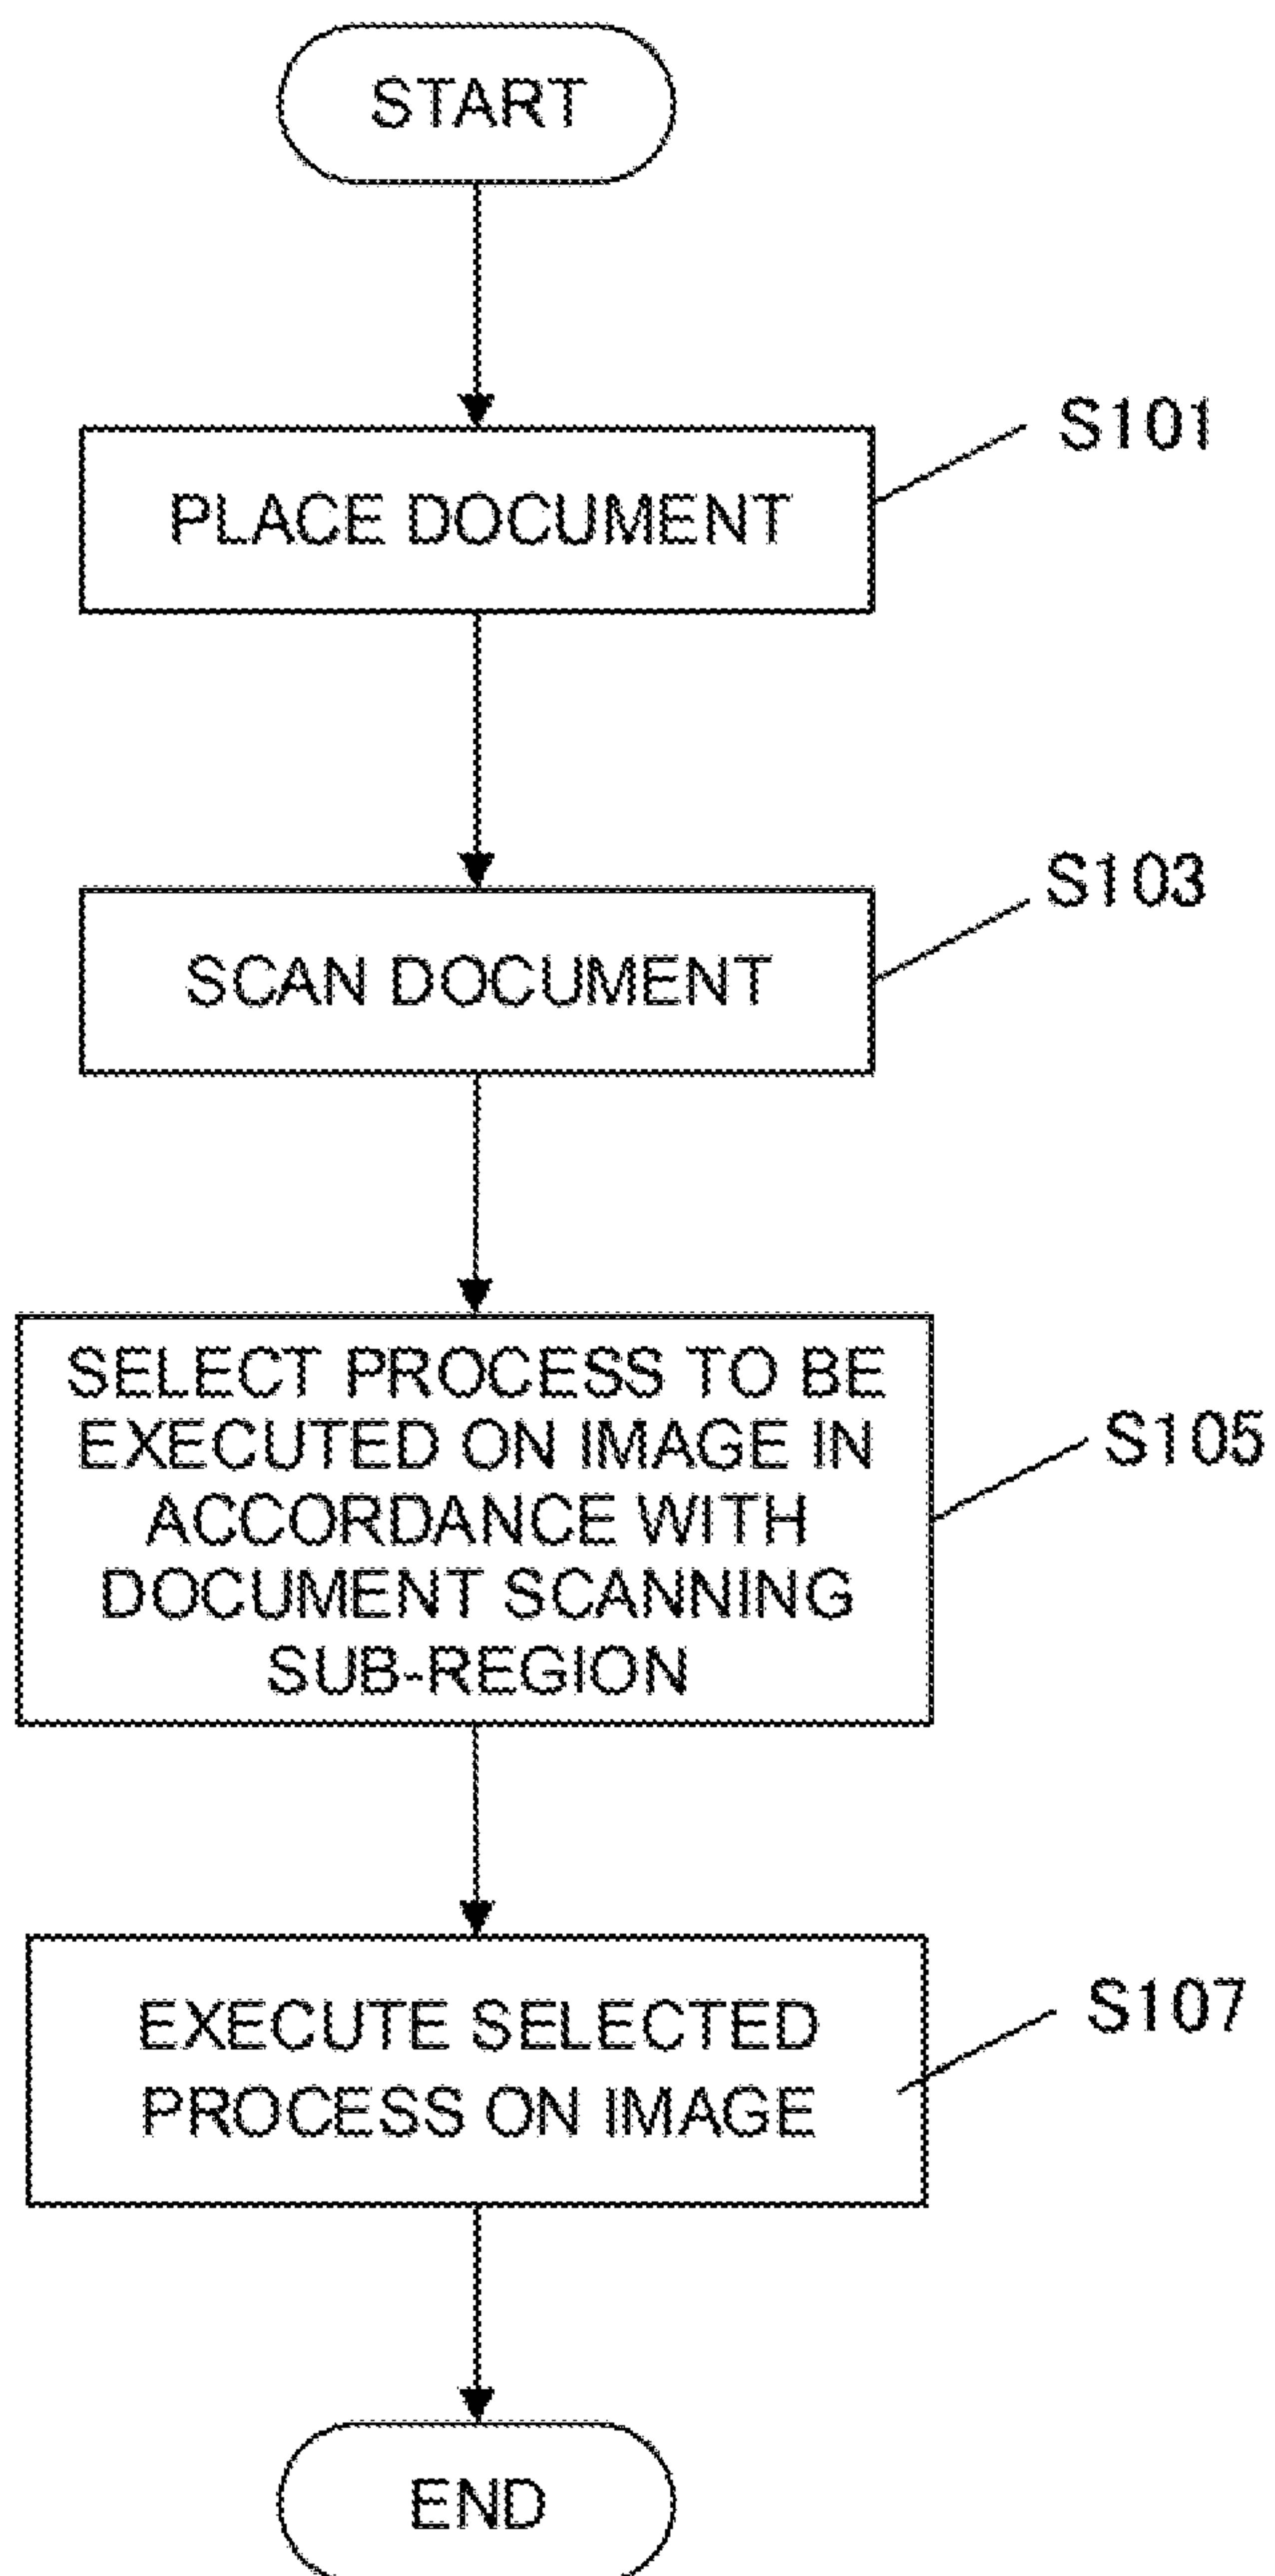 START
S101
PLACE DOCUMENT
S103
SCAN DOCUMENT
SELECT PROCESS TO BE
EXECUTED ON IMAGE IN
ACCORDANCE WITH
DOCUMENT SCANNING
SUB-REGION
S105
EXECUTE SELECTED
PROCESS ON IMAGE
S107
END